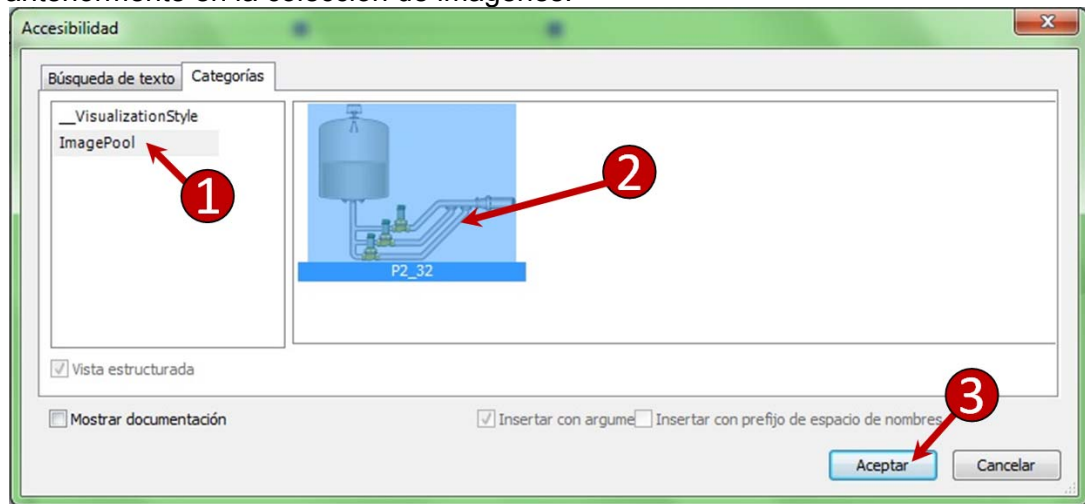 anteriormente en la colección de imágenes.
Accesibilidad
Búsqueda de texto Categorías
__VisualizationStyle
ImagePool
1
2
P2_32
Vista estructurada
3
Mostrar documentación
Insertar con argume Insertar con prefijo de espacio de nombres
Aceptar Cancelar